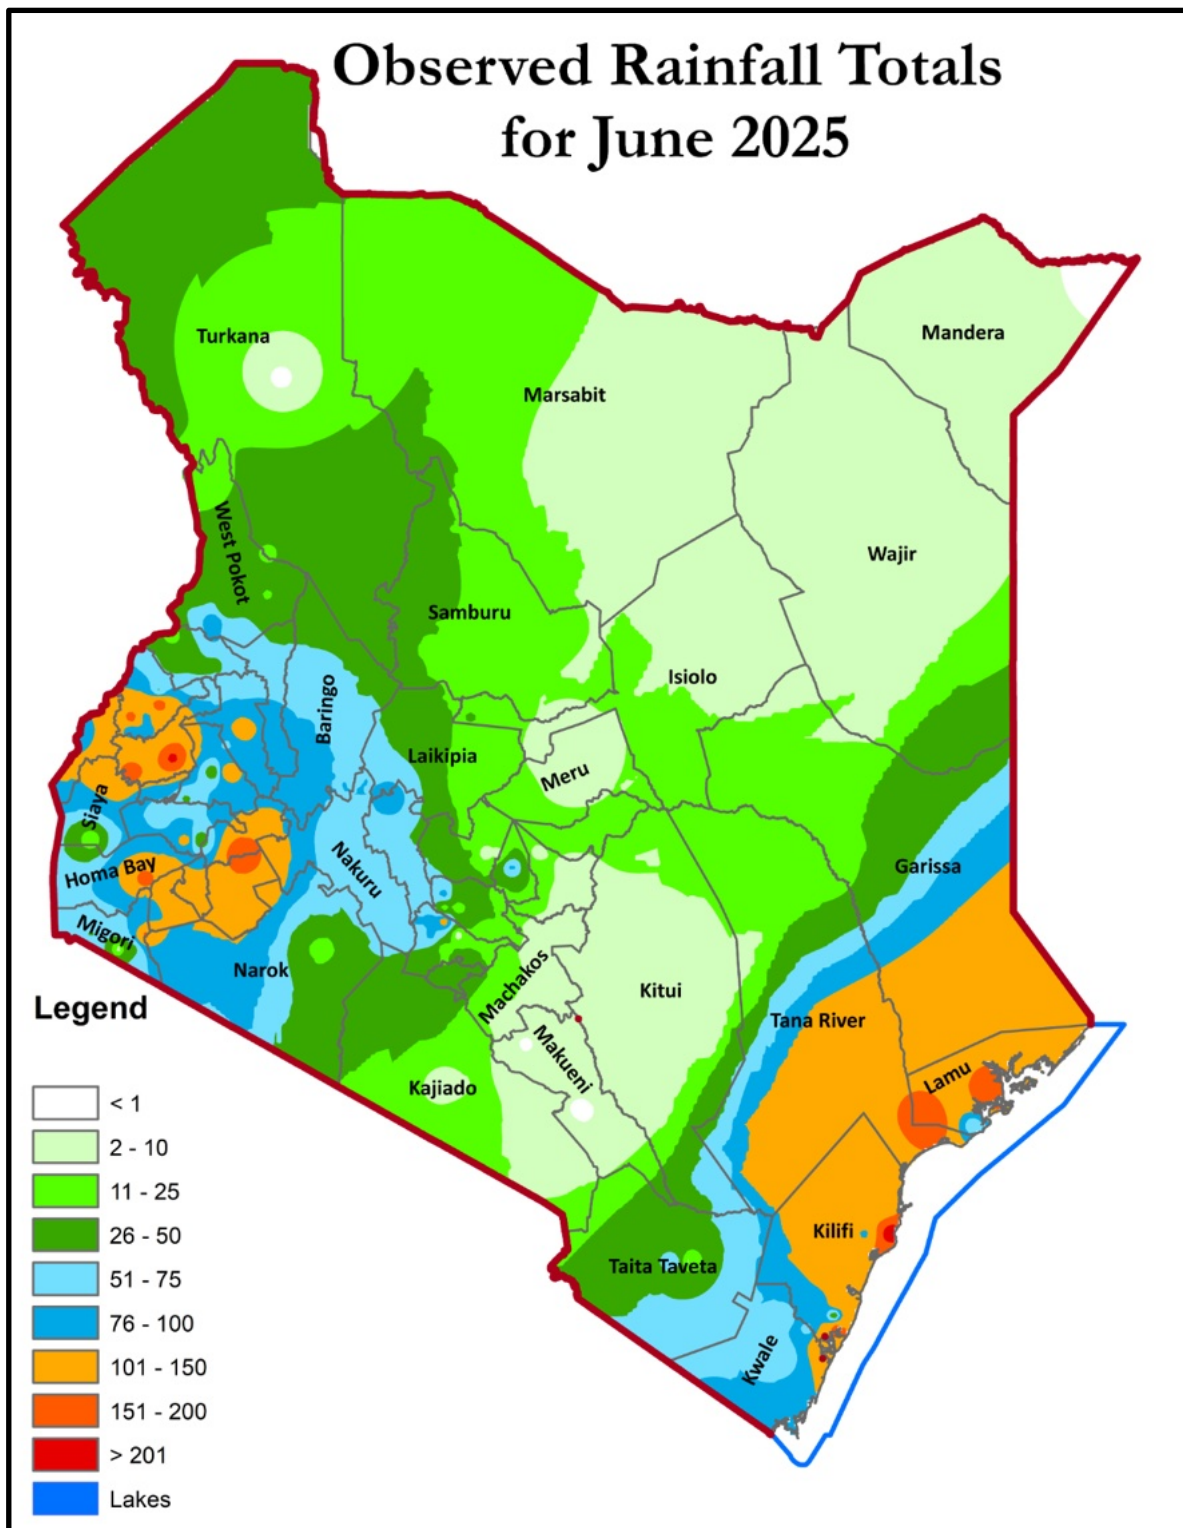 Observed Rainfall Totals
for June 2025
Turkana
Mandera
Marsabit
West Pokot
Wajir
Samburu
Isiolo
Baringo
Laikipia
Meru
Siaya
Homa Bay
Nakuru
Garissa
Migori
Narok
Machakos
Kitui
Tana River
Makueni
Kajiado
Lamu
Kilifi
Taita Taveta
Kwale
Legend
< 1
2 - 10
11 - 25
26 - 50
51 - 75
76 - 100
101 - 150
151 - 200
> 201
Lakes